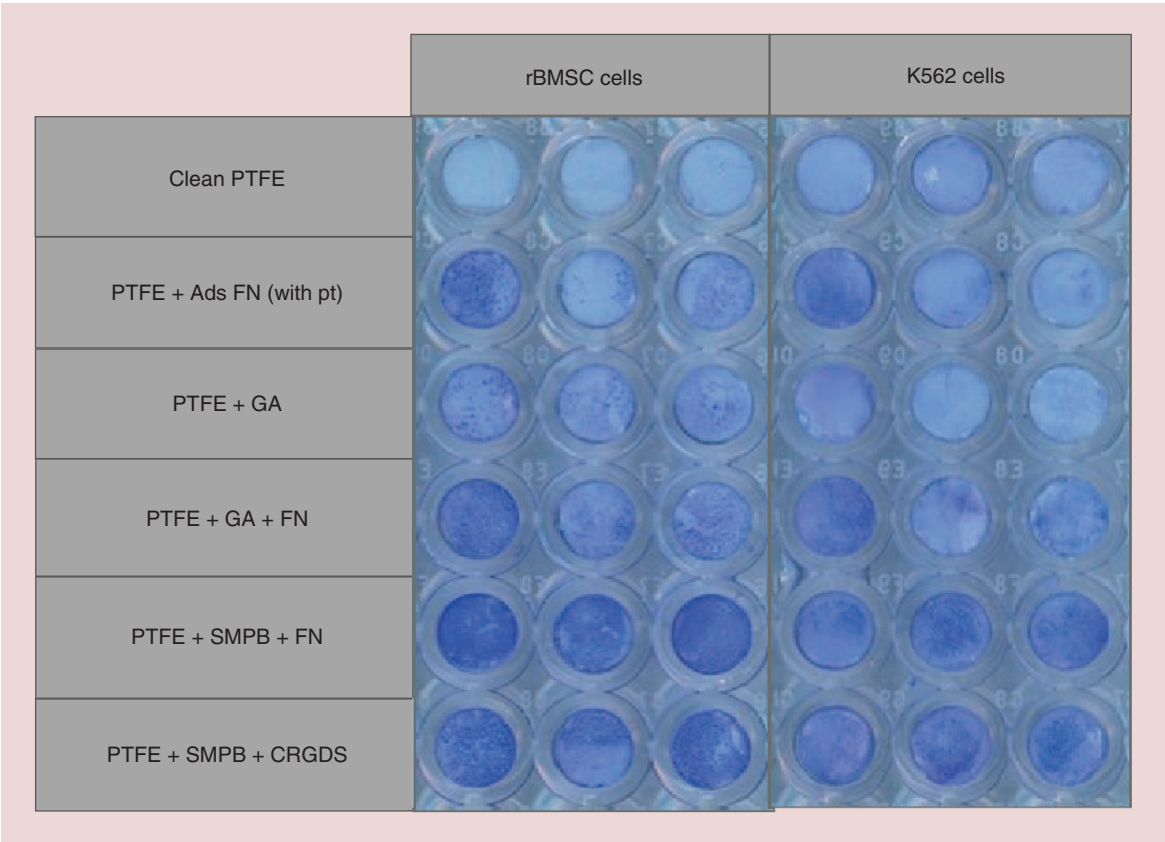 rBMSC cells
K562 cells
Clean PTFE
PTFE + Ads FN (with pt)
PTFE + GA
PTFE + GA + FN
PTFE + SMPB + FN
PTFE + SMPB + CRGDS